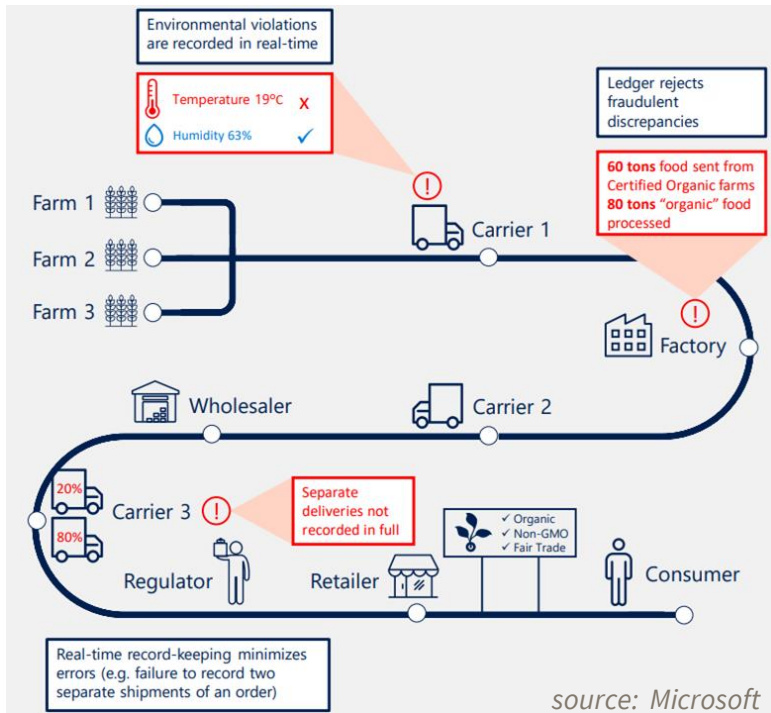 Environmental violations
are recorded in real-time
Temperature 19°C x
Humidity 63% ✓
Ledger rejects
fraudulent
discrepancies
60 tons food sent from
Certified Organic farms
80 tons “organic” food
processed
Farm 1
Farm 2
Farm 3
!
Carrier 1
!
Factory
Wholesaler
Carrier 2
20%
80%
Carrier 3
!
Separate
deliveries not
recorded in full
✓ Organic
✓ Non-GMO
✓ Fair Trade
Regulator
Retailer
Consumer
Real-time record-keeping minimizes
errors (e.g. failure to record two
separate shipments of an order)
source: Microsoft